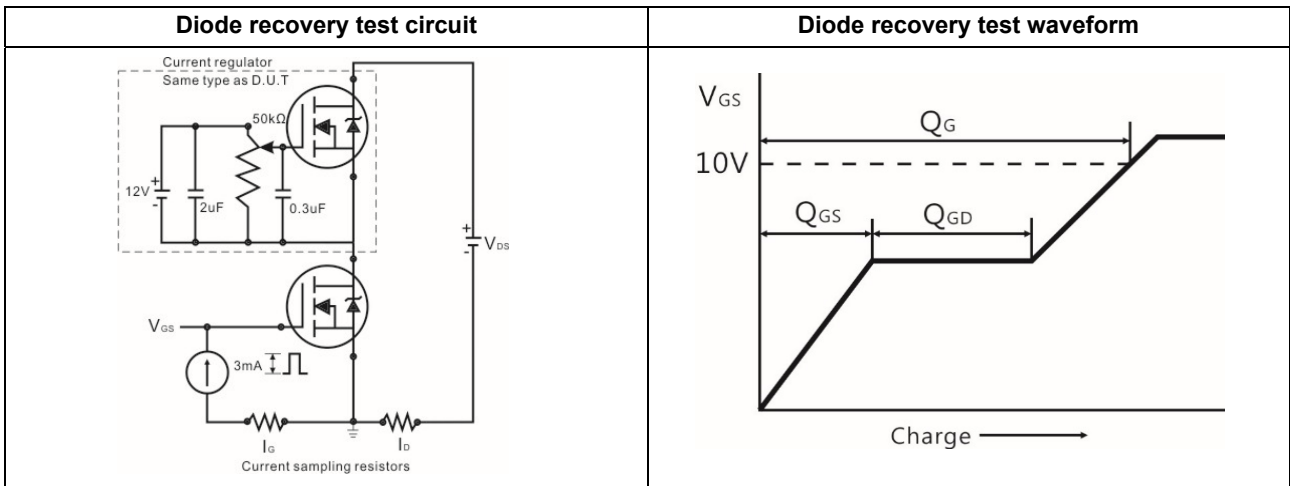 Diode recovery test circuit
Diode recovery test waveform
Current regulator
Same type as D.U.T
50kΩ
12V
+
-
2uF
0.3uF
+
-
VDS
VGS
3mA
IG
ID
Current sampling resistors
VGS
QG
10V
QGS
QGD
Charge